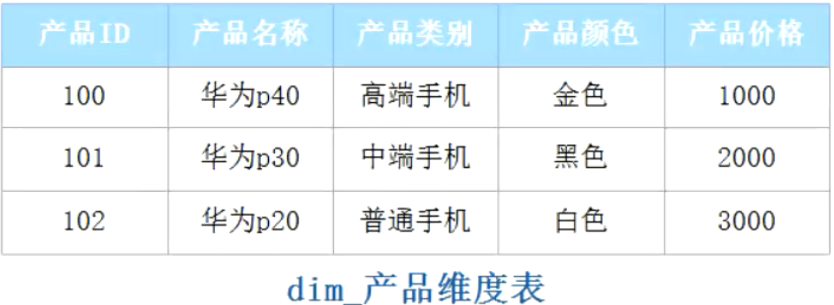 产品ID 产品名称 产品类别 产品颜色 产品价格
100 华为p40 高端手机 金色 1000
101 华为p30 中端手机 黑色 2000
102 华为p20 普通手机 白色 3000
dim_产品维度表